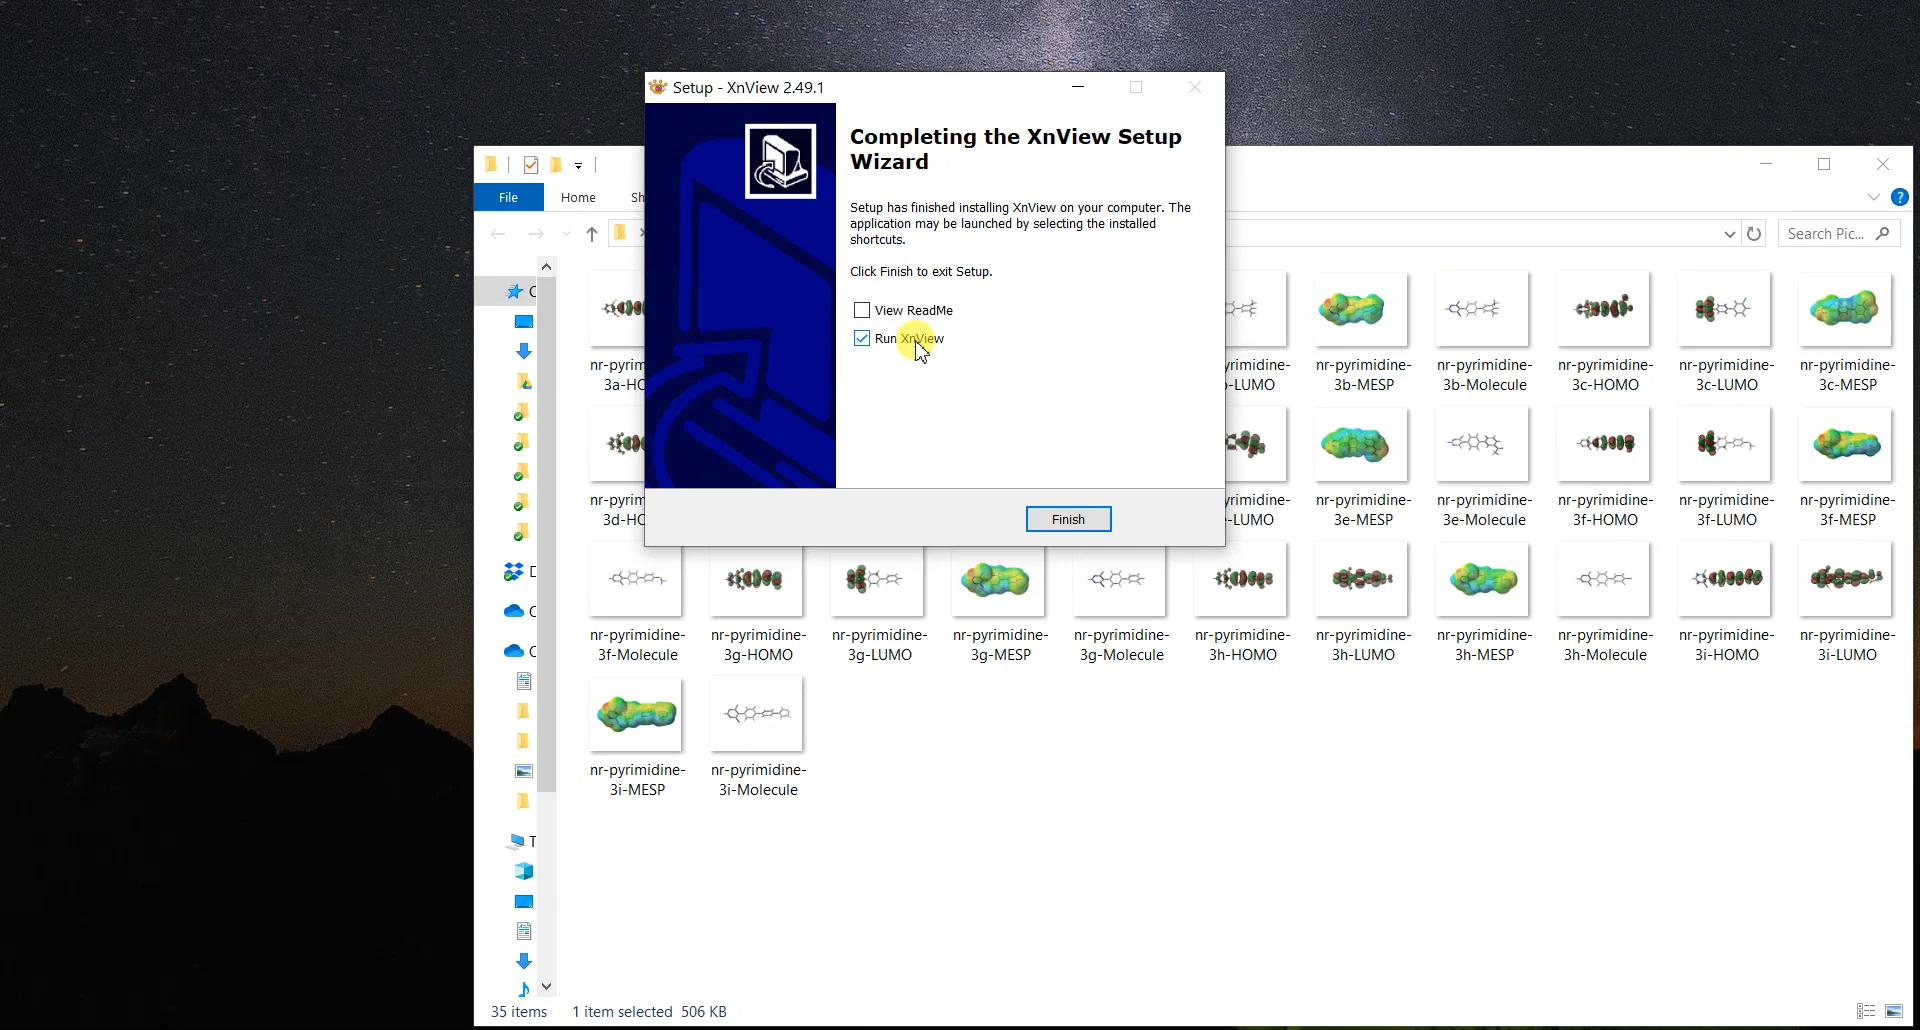 Setup - XnView 2.49.1
Completing the XnView Setup
Wizard
Setup has finished installing XnView on your computer. The
application may be launched by selecting the installed
shortcuts.
Click Finish to exit Setup.
View ReadMe
Run XnView
Finish
File
Home
Sh
Search Pic...
nr-pyrim
3a-HO
yrimidine-
-LUMO
nr-pyrimidine-
3b-MESP
nr-pyrimidine-
3b-Molecule
nr-pyrimidine-
3c-HOMO
nr-pyrimidine-
3c-LUMO
nr-pyrimidine-
3c-MESP
nr-pyrim
3d-HO
yrimidine-
-LUMO
nr-pyrimidine-
3e-MESP
nr-pyrimidine-
3e-Molecule
nr-pyrimidine-
3f-HOMO
nr-pyrimidine-
3f-LUMO
nr-pyrimidine-
3f-MESP
nr-pyrimidine-
3f-Molecule
nr-pyrimidine-
3g-HOMO
nr-pyrimidine-
3g-LUMO
nr-pyrimidine-
3g-MESP
nr-pyrimidine-
3g-Molecule
nr-pyrimidine-
3h-HOMO
nr-pyrimidine-
3h-LUMO
nr-pyrimidine-
3h-MESP
nr-pyrimidine-
3h-Molecule
nr-pyrimidine-
3i-HOMO
nr-pyrimidine-
3i-LUMO
nr-pyrimidine-
3i-MESP
nr-pyrimidine-
3i-Molecule
35 items
1 item selected 506 KB